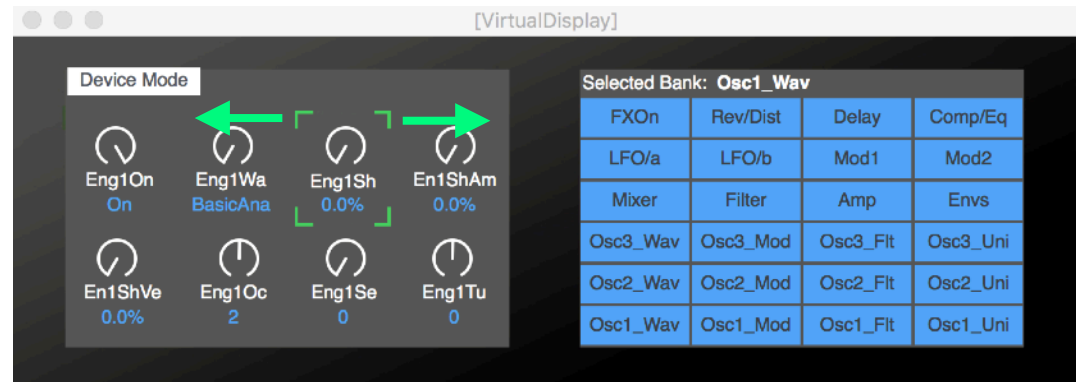 [VirtualDisplay]
Device Mode
Eng1On Eng1Wa Eng1Sh En1ShAm
On BasicAna 0.0% 0.0%
En1ShVe Eng1Oc Eng1Se Eng1Tu
0.0% 2 0 0
Selected Bank: Osc1_Wav
FXOn Rev/Dist Delay Comp/Eq
LFO/a LFO/b Mod1 Mod2
Mixer Filter Amp Envs
Osc3_Wav Osc3_Mod Osc3_Flt Osc3_Uni
Osc2_Wav Osc2_Mod Osc2_Flt Osc2_Uni
Osc1_Wav Osc1_Mod Osc1_Flt Osc1_Uni